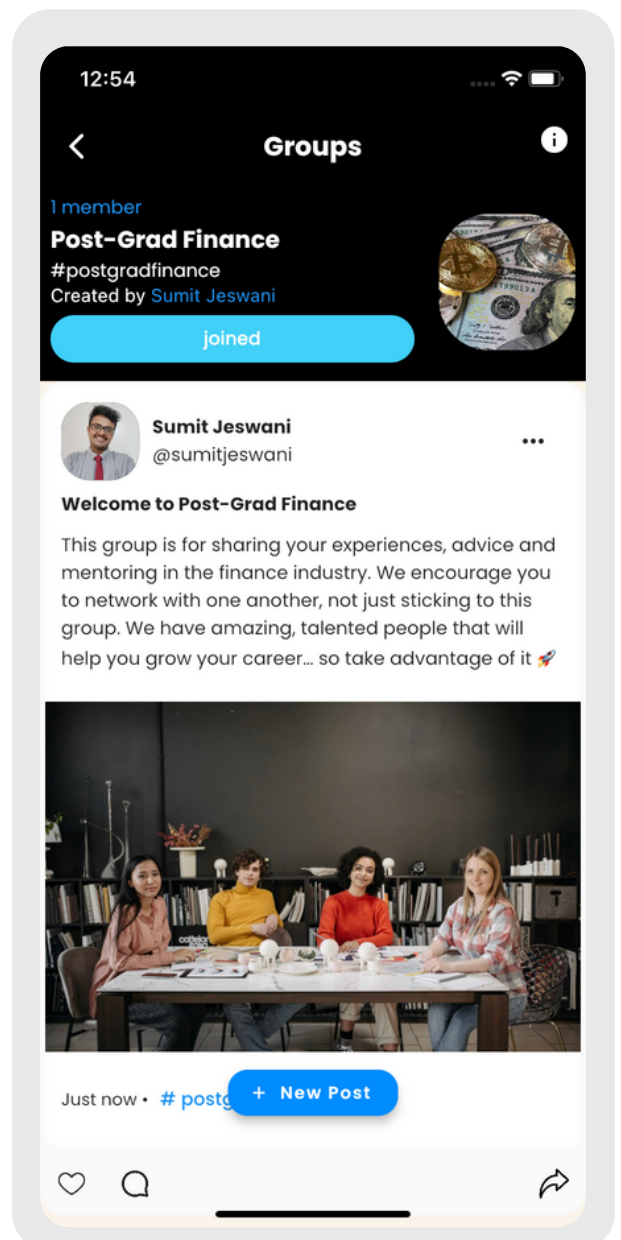 12:54
Groups
1 member
Post-Grad Finance
#postgradfinance
Created by Sumit Jeswani
joined
Sumit Jeswani
@sumitjeswani
Welcome to Post-Grad Finance
This group is for sharing your experiences, advice and
mentoring in the finance industry. We encourage you
to network with one another, not just sticking to this
group. We have amazing, talented people that will
help you grow your career... so take advantage of it 🚀
Just now • # postg
+ New Post